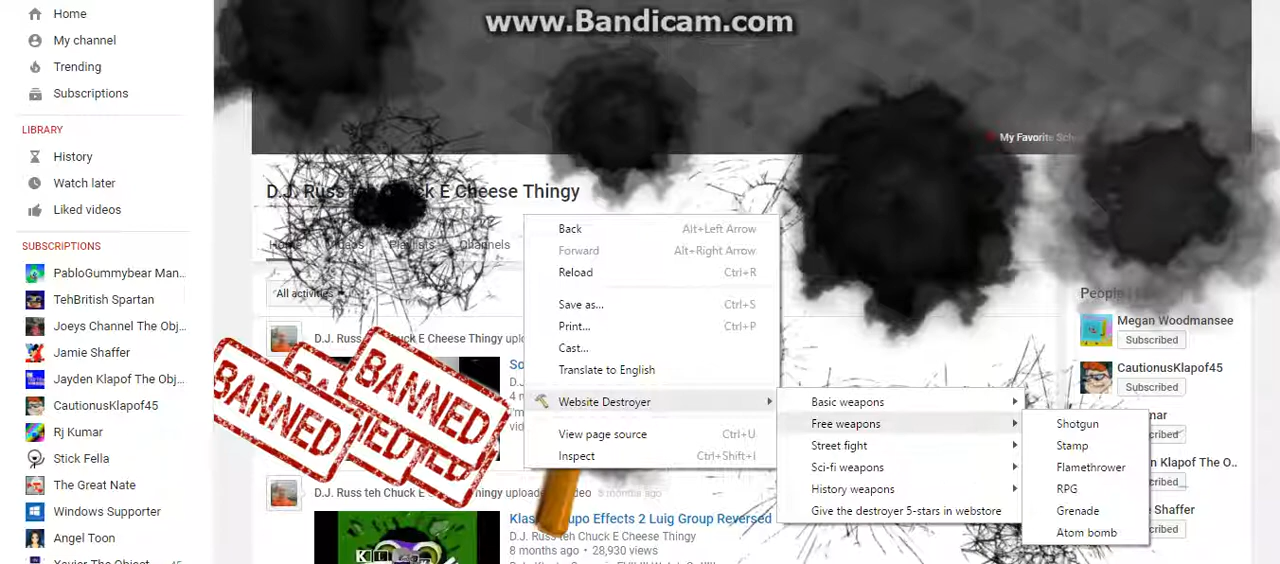 www.Bandicam.com
Home
My channel
Trending
Subscriptions
LIBRARY
History
Watch later
Liked videos
SUBSCRIPTIONS
PabloGummybear Man...
TehBritish Spartan
Joeys Channel The Obj...
Jamie Shaffer
Jayden Klapof The Obj...
CautionusKlapof45
Rj Kumar
Stick Fella
The Great Nate
Windows Supporter
Angel Toon
My Favorite
D.J. Russ teh Chuck E Cheese Thingy
Home Videos Playlists Channels
All activities
D.J. Russ teh Chuck E Cheese Thingy
BANNED
BANNED
BANNED
Back Alt+Left Arrow
Forward Alt+Right Arrow
Reload Ctrl+R
Save as... Ctrl+S
Print... Ctrl+P
Cast...
Translate to English
Website Destroyer
View page source Ctrl+U
Inspect Ctrl+Shift+I
Basic weapons
Free weapons
Street fight
Sci-fi weapons
History weapons
Give the destroyer 5-stars in webstore
Shotgun
Stamp
Flamethrower
RPG
Grenade
Atom bomb
People
Megan Woodmansee
Subscribed
CautionusKlapof45
Subscribed
D.J. Russ teh Chuck E Cheese Thingy uploaded 8 months ago
Effects 2 Luig Group Reversed
D.J. Russ teh Chuck E Cheese Thingy
8 months ago • 28,930 views